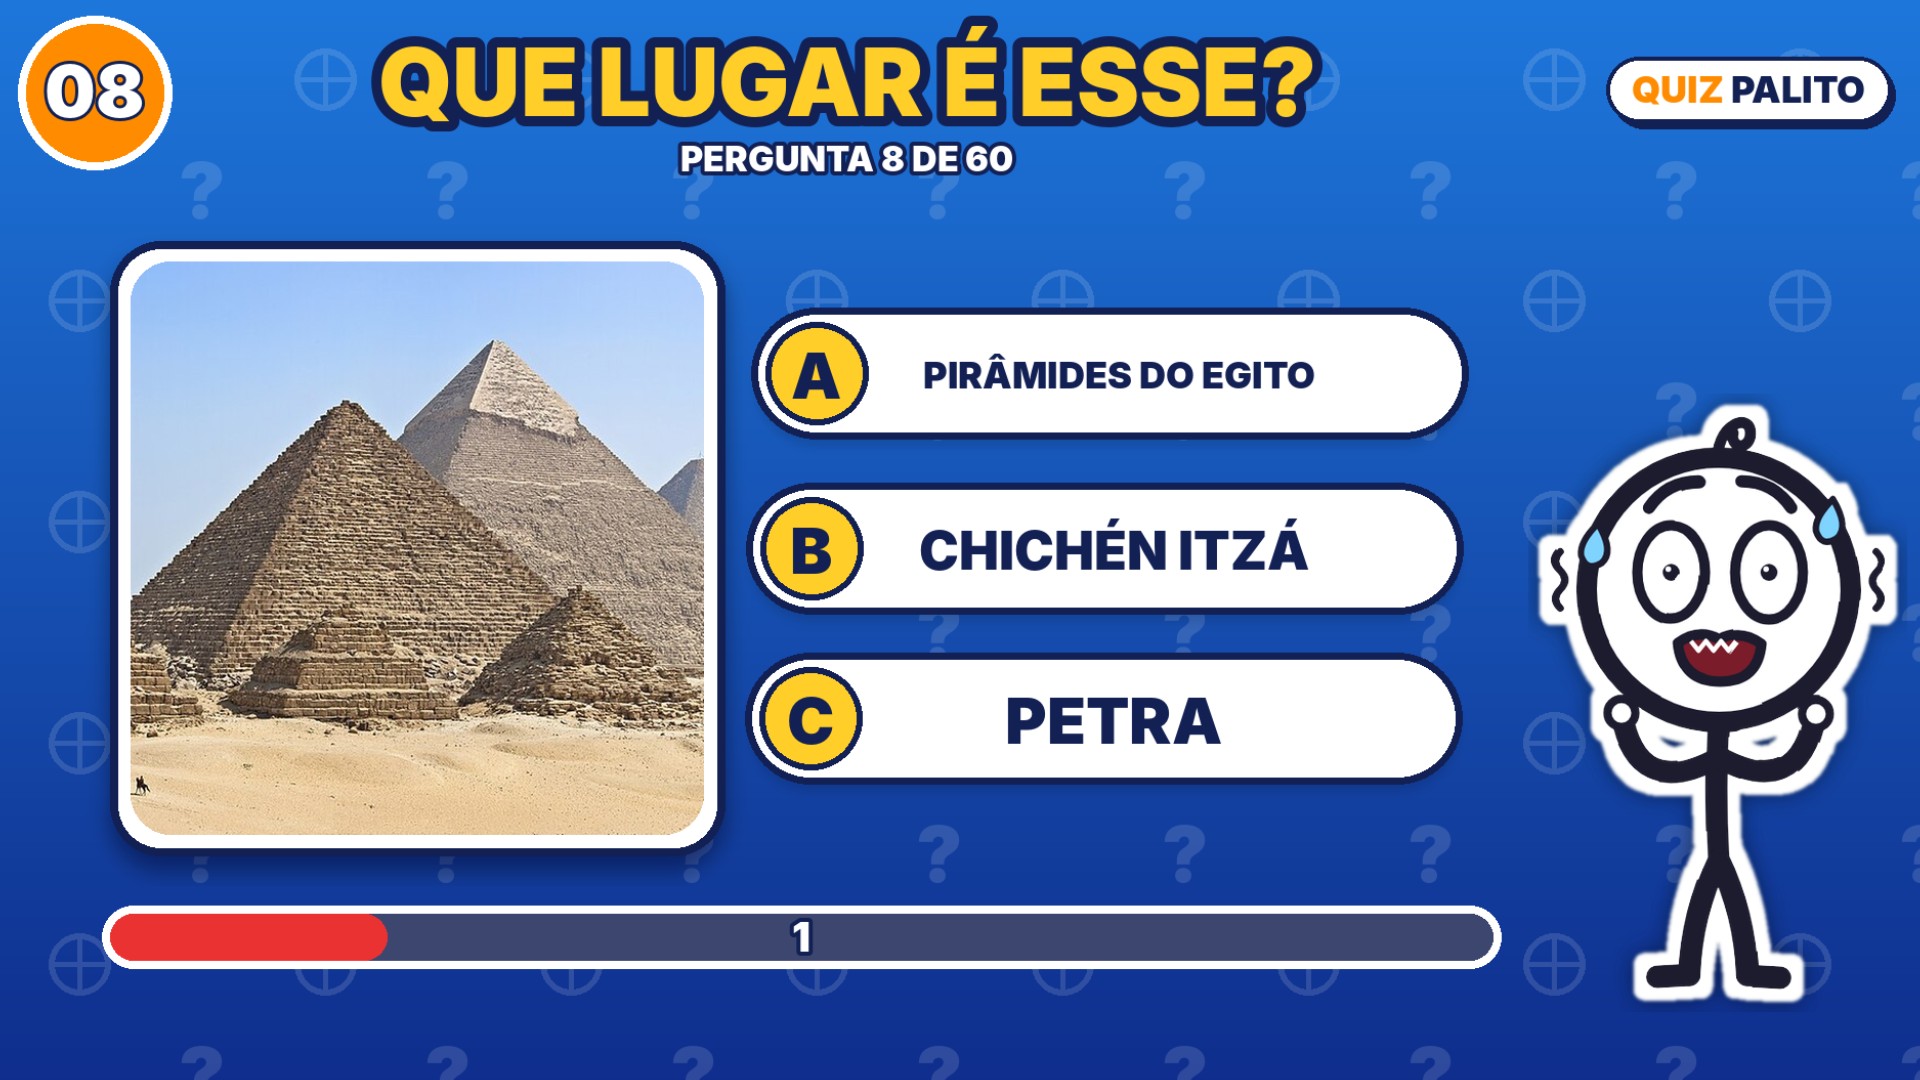 08
QUE LUGAR É ESSE?
QUIZ PALITO
PERGUNTA 8 DE 60
A PIRÂMIDES DO EGITO
B CHICHÉN ITZÁ
C PETRA
1